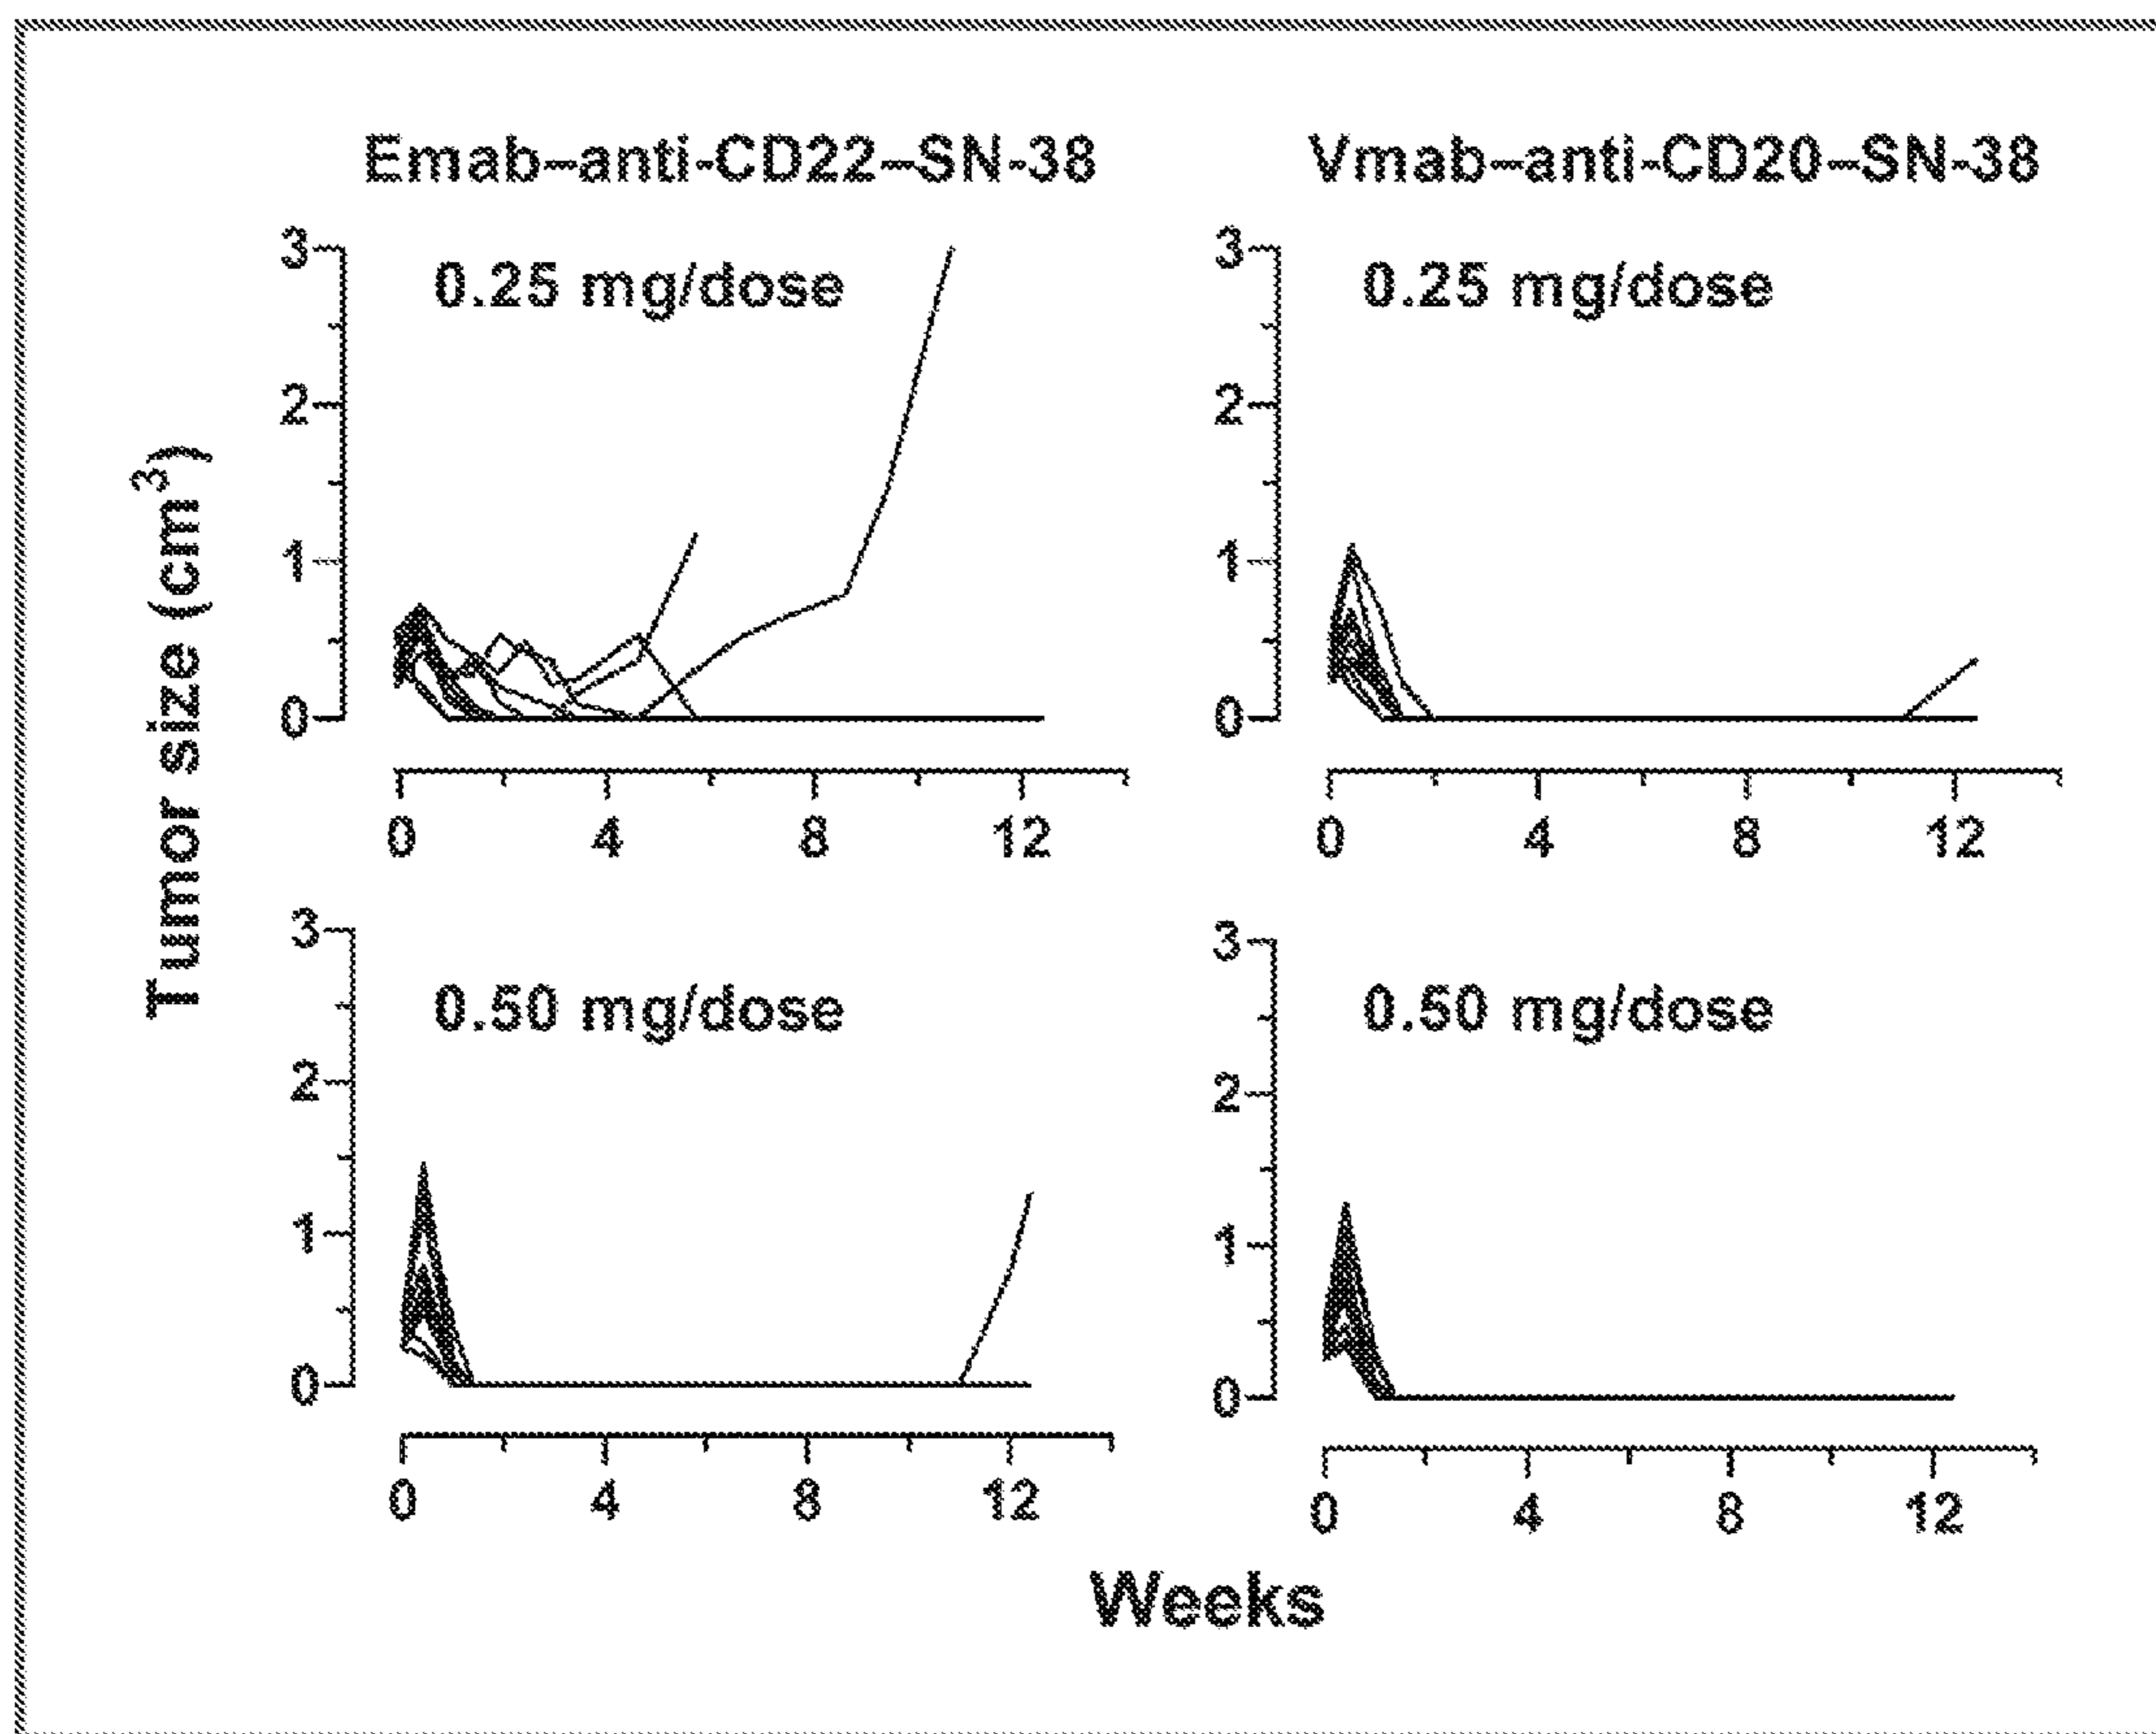 Emab–anti-CD22–SN-38
Vmab–anti-CD20–SN-38
Tumor size (cm³)
0.25 mg/dose
3
2
1
0
0 4 8 12
0.25 mg/dose
3
2
1
0
0 4 8 12
0.50 mg/dose
3
2
1
0
0 4 8 12
0.50 mg/dose
3
2
1
0
0 4 8 12
Weeks